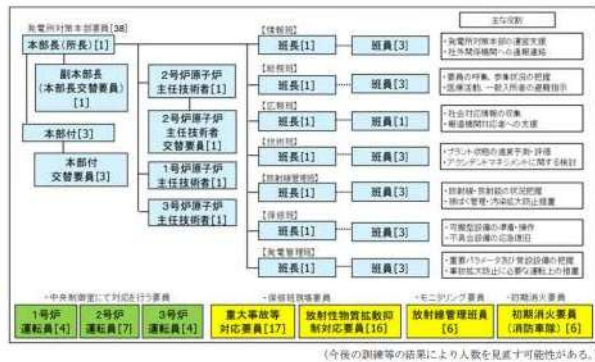 発電所対策本部要員[38]
本部長(所長)[1]
副本部長
(本部長交替要員)
[1]
本部付[3]
本部付
交替要員[3]
2号炉原子炉
主任技術者[1]
2号炉原子炉
主任技術者
交替要員[1]
1号炉原子炉
主任技術者[1]
3号炉原子炉
主任技術者[1]
【情報班】
班長[1]
班員[3]
【総務班】
班長[1]
班員[3]
【広報班】
班長[1]
班員[1]
【技術班】
班長[1]
班員[3]
【放射線管理班】
班長[1]
班員[3]
【保修班】
班長[1]
班員[3]
【発電管理班】
班長[1]
班員[3]
主な役割
・発電所対策本部の運営支援
・社外関係機関への通報連絡
・要員の呼集、参集状況の把握
・医療活動、一般入所者の避難指示
・社会対応情報の収集
・報道機関対応者への支援
・プラント状態の進展予測・評価
・アクシデントマネジメントに関する検討
・放射線・放射能の状況把握
・被ばく管理・汚染拡大防止措置
・可搬型設備の準備・操作
・不具合設備の応急復旧
・重要パラメータ及び常設設備の把握
・事故拡大防止に必要な運転上の措置
・中央制御室にて対応を行う要員
1号炉
運転員[4]
2号炉
運転員[7]
3号炉
運転員[4]
・保修班現場要員
重大事故等
対応要員[17]
放射性物質拡散抑
制対応要員[16]
・モニタリング要員
放射線管理班員
[6]
・初期消火要員
初期消火要員
(消防車隊)[6]
(今後の訓練等の結果により人数を見直す可能性がある。)